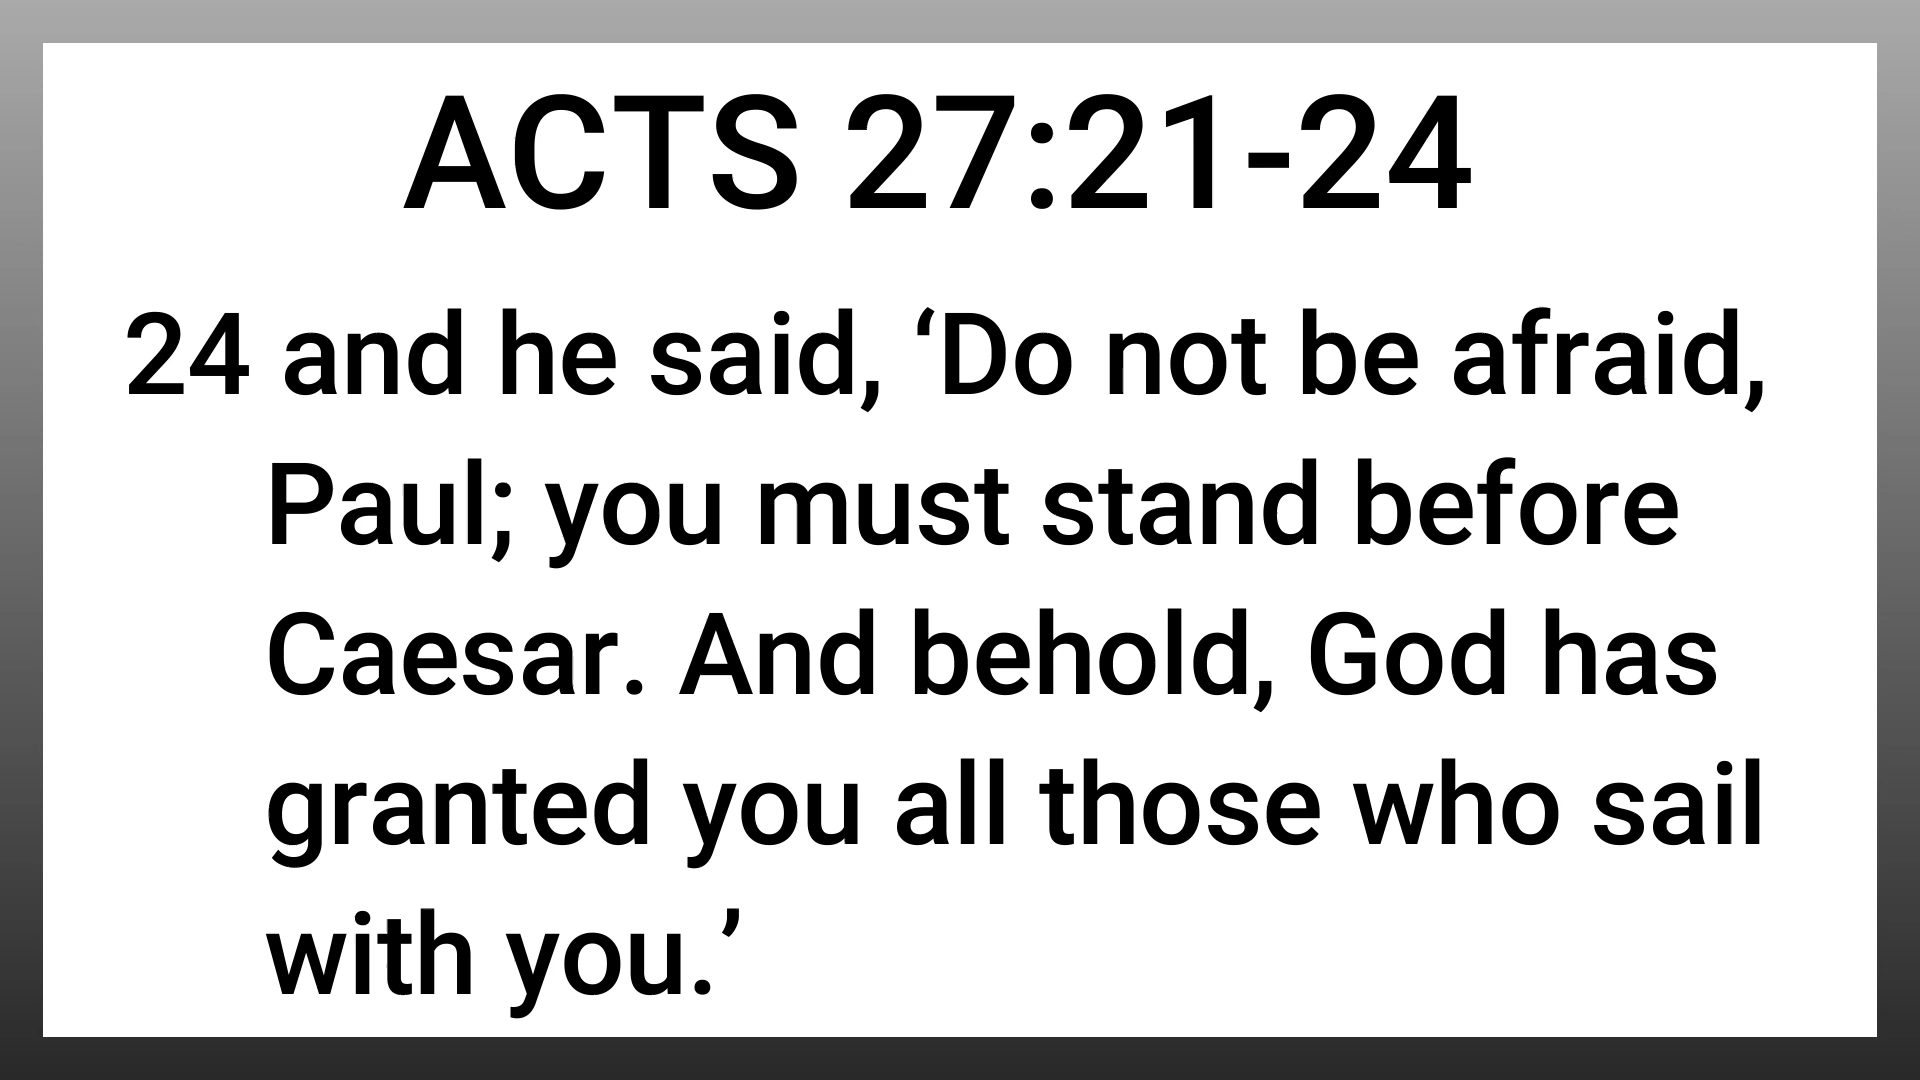 ACTS 27:21-24
24 and he said, ‘Do not be afraid,
Paul; you must stand before
Caesar. And behold, God has
granted you all those who sail
with you.’